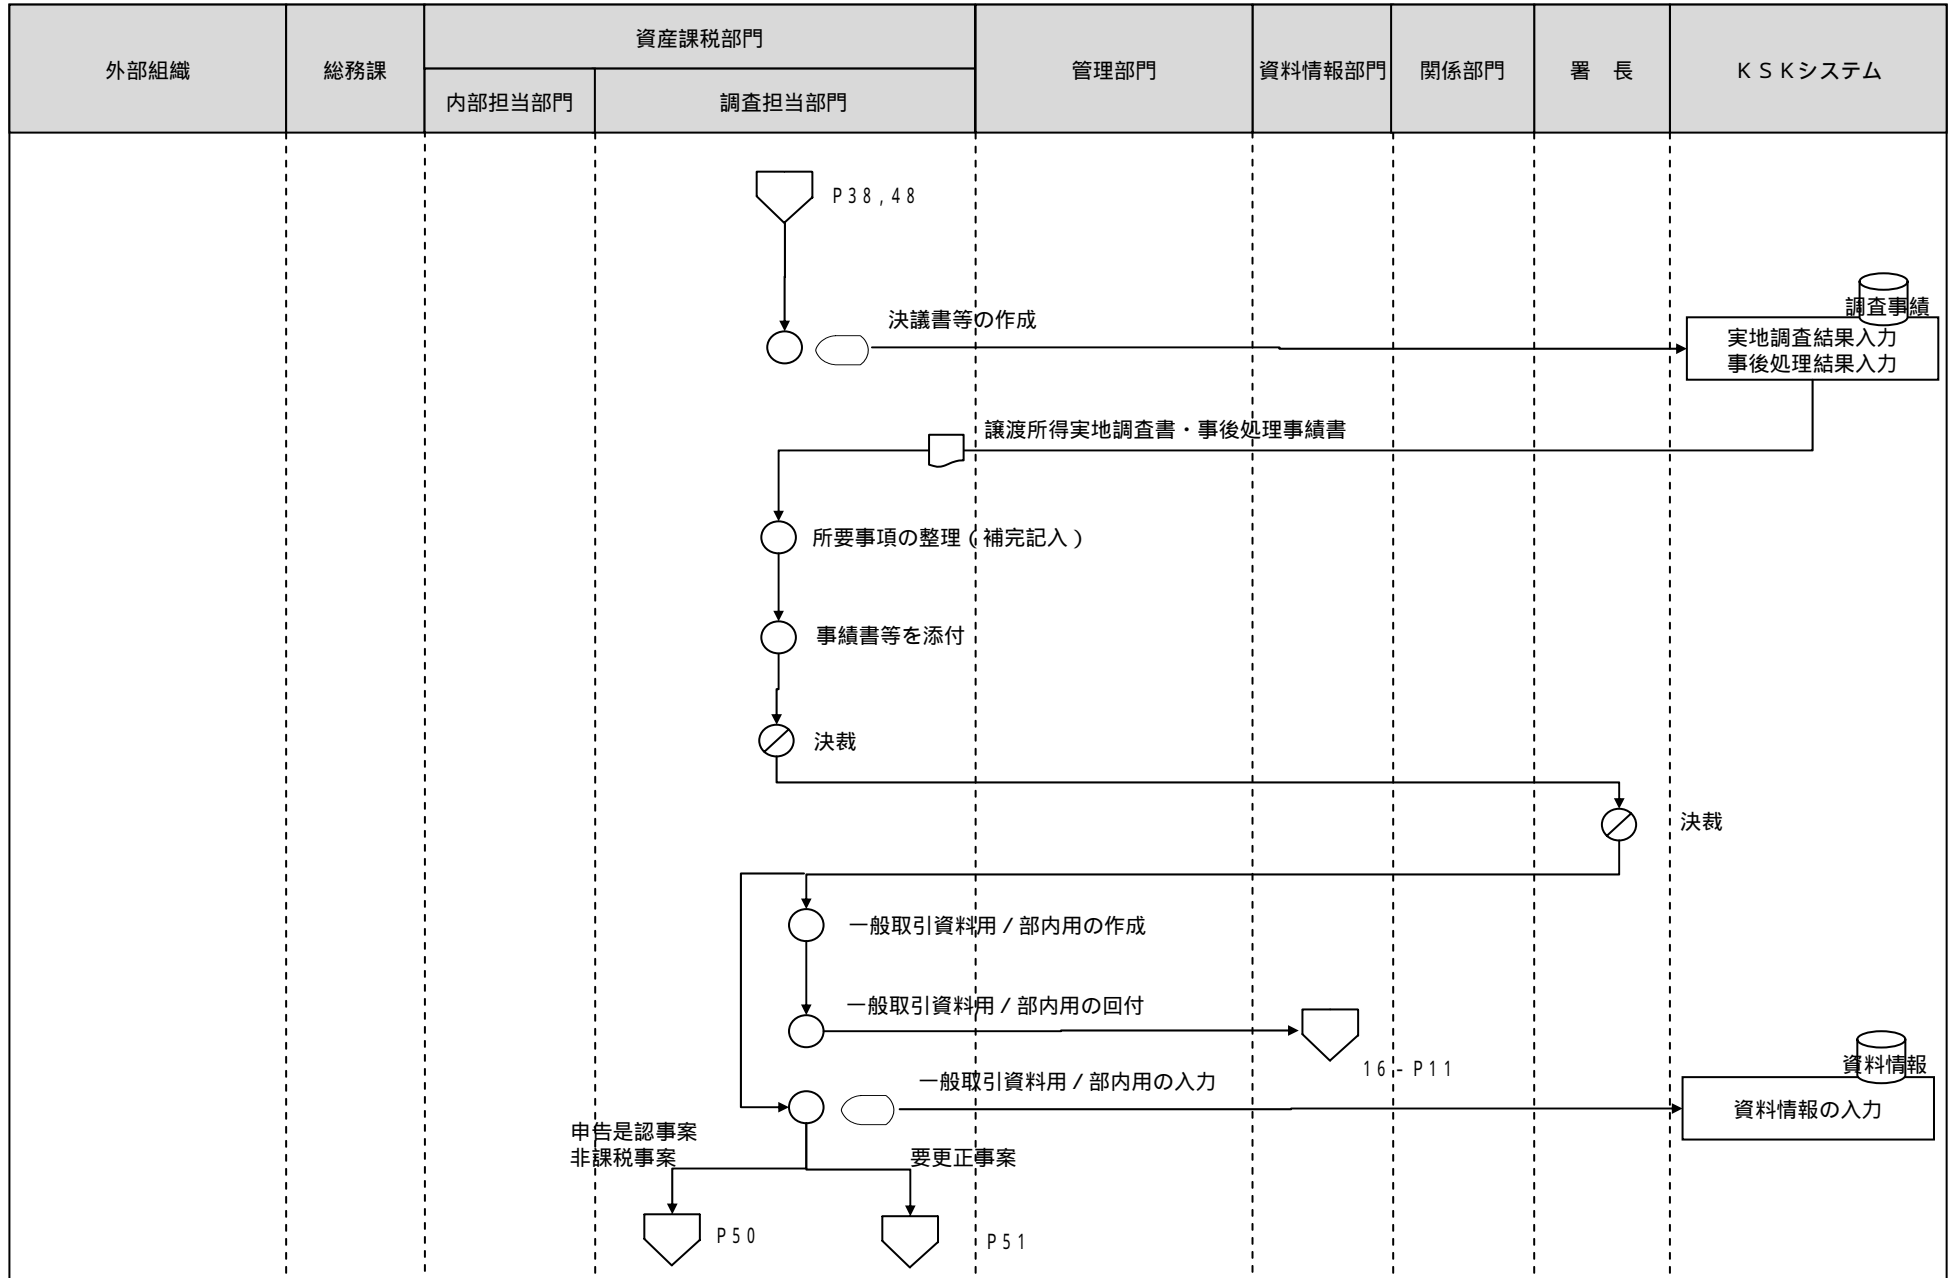 資産課税部門
外部組織
総務課
管理部門
資料情報部門
関係部門
署　長
ＫＳＫシステム
内部担当部門
調査担当部門
Ｐ３８，４８
調査事績
決議書等の作成
実地調査結果入力
事後処理結果入力
譲渡所得実地調査書・事後処理事績書
所要事項の整理（補完記入）
事績書等を添付
決裁
決裁
一般取引資料用／部内用の作成
一般取引資料用／部内用の回付
資料情報
１６－Ｐ１１
一般取引資料用／部内用の入力
資料情報の入力
申告是認事案
非課税事案
要更正事案
Ｐ５０
Ｐ５１